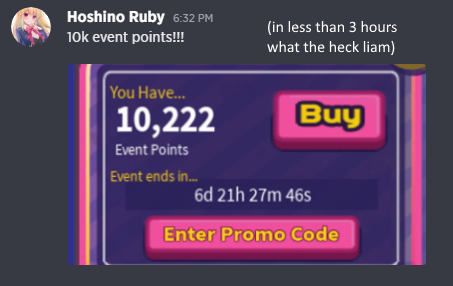 Hoshino Ruby 6:32 PM
10k event points!!!
(in less than 3 hours
what the heck liam)
You Have...
10,222
Event Points
Buy
Event ends in...
6d 21h 27m 46s
Enter Promo Code